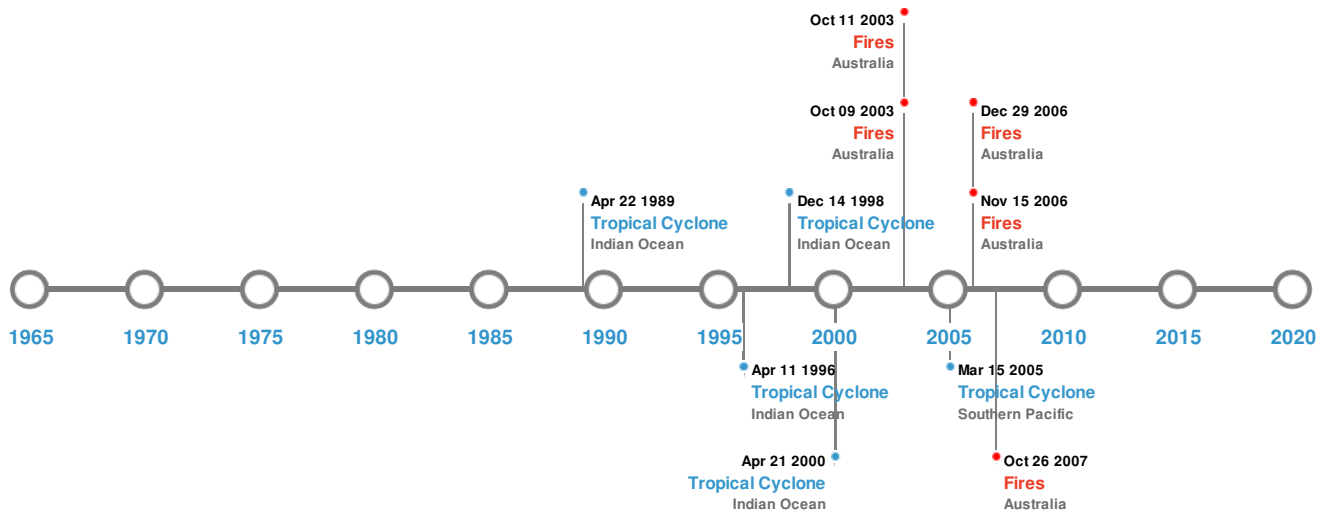 Oct 11 2003
Fires
Australia
Oct 09 2003
Fires
Australia
Dec 29 2006
Fires
Australia
Apr 22 1989
Tropical Cyclone
Indian Ocean
Dec 14 1998
Tropical Cyclone
Indian Ocean
Nov 15 2006
Fires
Australia
1965 1970 1975 1980 1985 1990 1995 2000 2005 2010 2015 2020
Apr 11 1996
Tropical Cyclone
Indian Ocean
Mar 15 2005
Tropical Cyclone
Southern Pacific
Apr 21 2000
Tropical Cyclone
Indian Ocean
Oct 26 2007
Fires
Australia